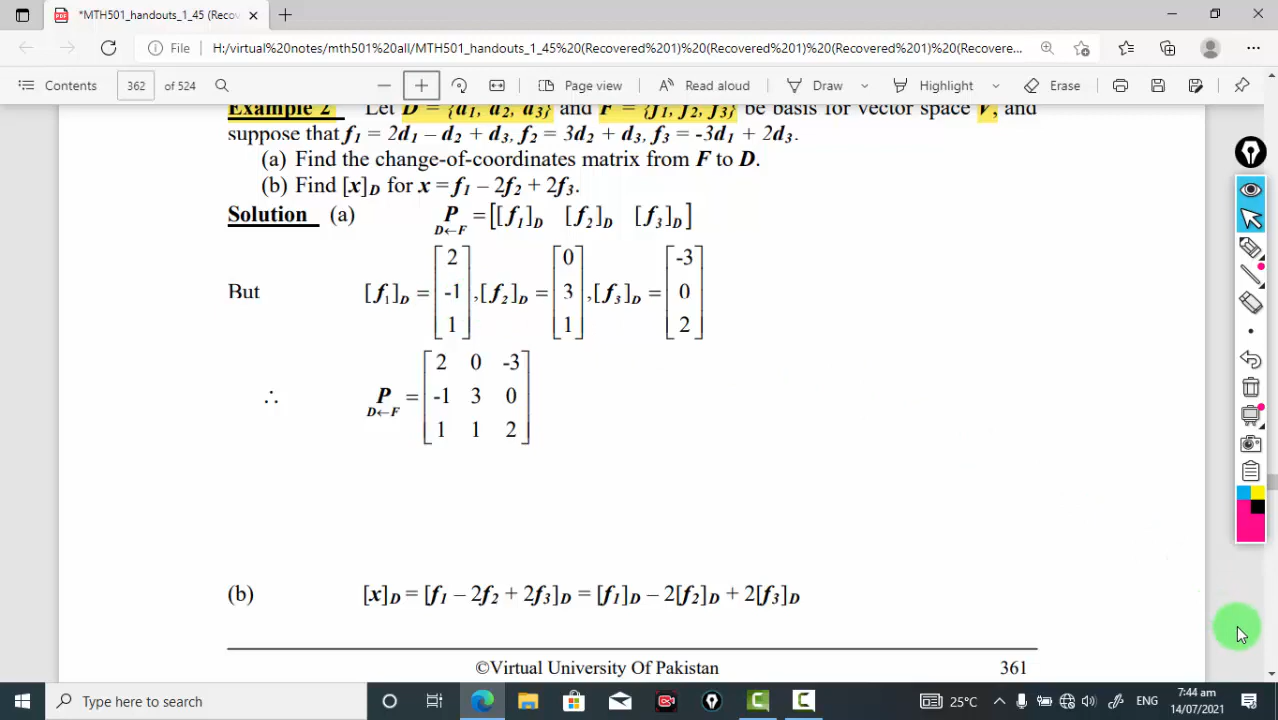 *MTH501_handouts_1_45 (Recov
File H:/virtual%20notes/mth501%20all/MTH501_handouts_1_45%20(Recovered%201)%20(Recovered%201)%20(Recovered%201)%20(Recovere...
Contents 362 of 524 Page view Read aloud Draw Highlight Erase
Example 2 Let D = {d1, d2, d3} and F = {f1, f2, f3} be basis for vector space V, and
suppose that f1 = 2d1 – d2 + d3, f2 = 3d2 + d3, f3 = -3d1 + 2d3.
(a) Find the change-of-coordinates matrix from F to D.
(b) Find [x]D for x = f1 – 2f2 + 2f3.
Solution (a) P D←F = [[f1]D [f2]D [f3]D]
But [f1]D = [2 -1 1], [f2]D = [0 3 1], [f3]D = [-3 0 2]
∴ P D←F = [2 0 -3
-1 3 0
1 1 2]
(b) [x]D = [f1 – 2f2 + 2f3]D = [f1]D – 2[f2]D + 2[f3]D
©Virtual University Of Pakistan 361
Type here to search 25°C ENG 7:44 am
14/07/2021